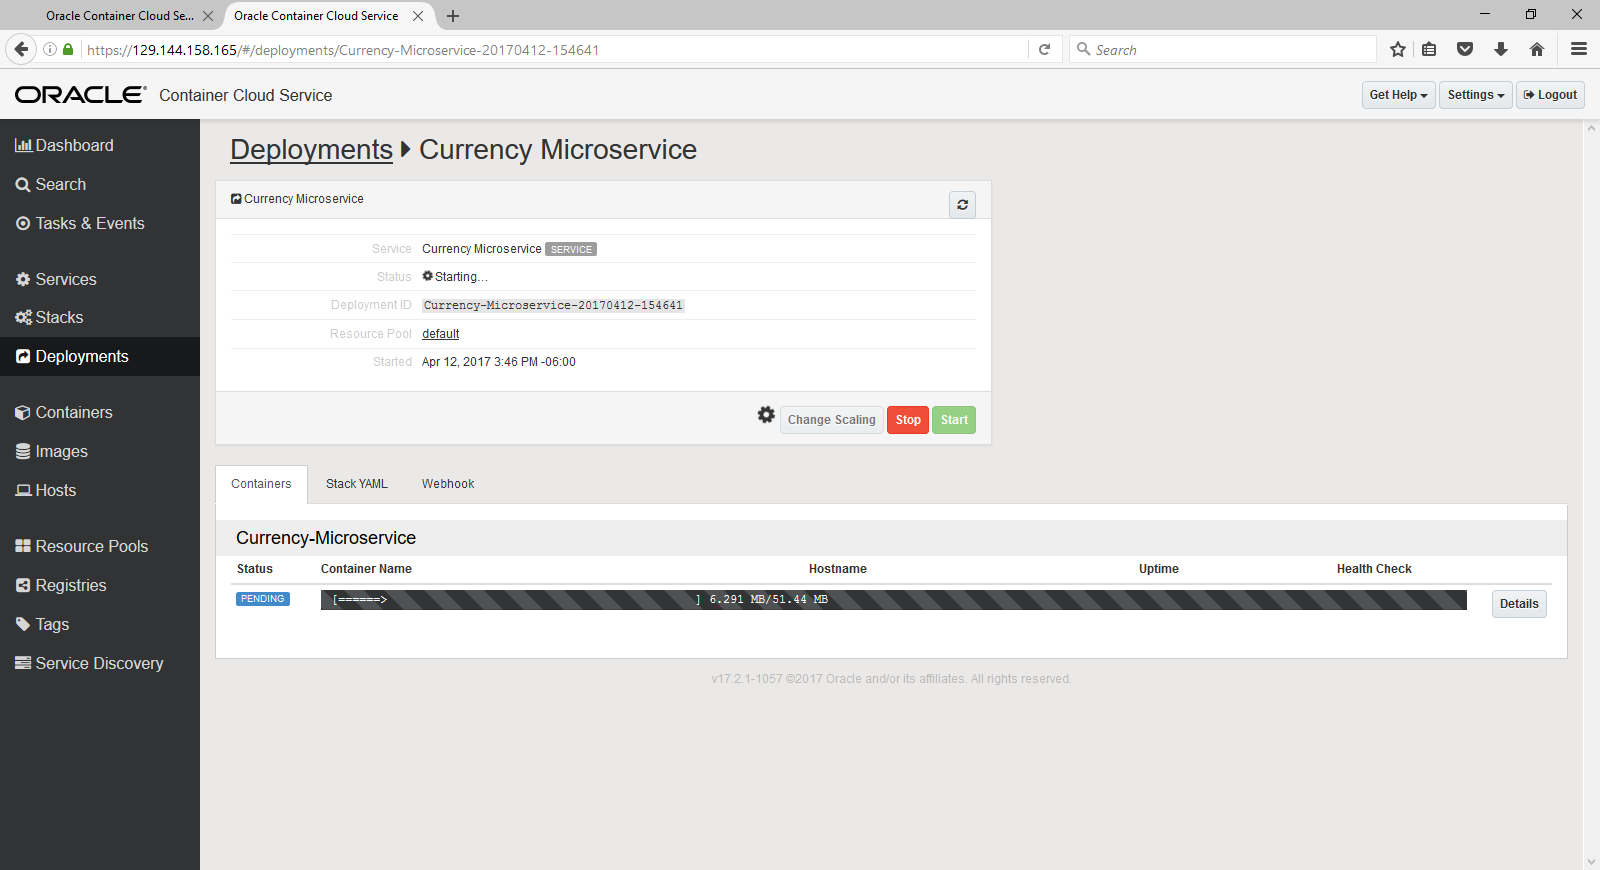 Oracle Container Cloud Se...
Oracle Container Cloud Service
https://129.144.158.165/#/deployments/Currency-Microservice-20170412-154641
Search
ORACLE® Container Cloud Service
Get Help
Settings
Logout
Dashboard
Search
Tasks & Events
Services
Stacks
Deployments
Containers
Images
Hosts
Resource Pools
Registries
Tags
Service Discovery
Deployments Currency Microservice
Currency Microservice
Service Currency Microservice SERVICE
Status Starting...
Deployment ID Currency-Microservice-20170412-154641
Resource Pool default
Started Apr 12, 2017 3:46 PM -06:00
Change Scaling Stop Start
Containers Stack YAML Webhook
Currency-Microservice
Status Container Name Hostname Uptime Health Check
PENDING [======> ] 6.291 MB/51.44 MB Details
v17.2.1-1057 ©2017 Oracle and/or its affiliates. All rights reserved.